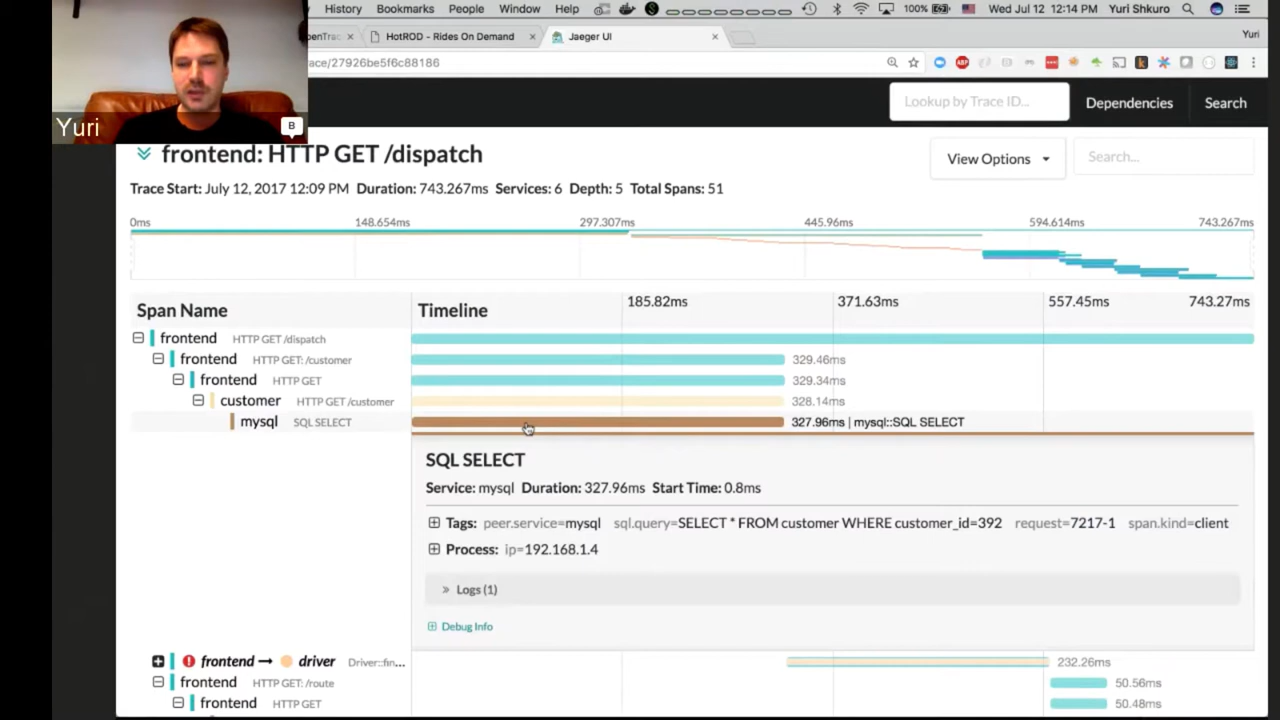 History Bookmarks People Window Help 100% Wed Jul 12 12:14 PM Yuri Shkuro
HotROD - Rides On Demand Jaeger UI Yuri
race/27926be5f6c88186
Yuri B
Lookup by Trace ID... Dependencies Search
frontend: HTTP GET /dispatch View Options Search...
Trace Start: July 12, 2017 12:09 PM Duration: 743.267ms Services: 6 Depth: 5 Total Spans: 51
0ms 148.654ms 297.307ms 445.96ms 594.614ms 743.267ms
Span Name Timeline 185.82ms 371.63ms 557.45ms 743.27ms
frontend HTTP GET /dispatch
frontend HTTP GET: /customer 329.46ms
frontend HTTP GET 329.34ms
customer HTTP GET /customer 328.14ms
mysql SQL SELECT 327.96ms | mysql::SQL SELECT
SQL SELECT
Service: mysql Duration: 327.96ms Start Time: 0.8ms
Tags: peer.service=mysql sql.query=SELECT * FROM customer WHERE customer_id=392 request=7217-1 span.kind=client
Process: ip=192.168.1.4
» Logs (1)
Debug Info
frontend → driver Driver::fin... 232.26ms
frontend HTTP GET: /route 50.56ms
frontend HTTP GET 50.48ms